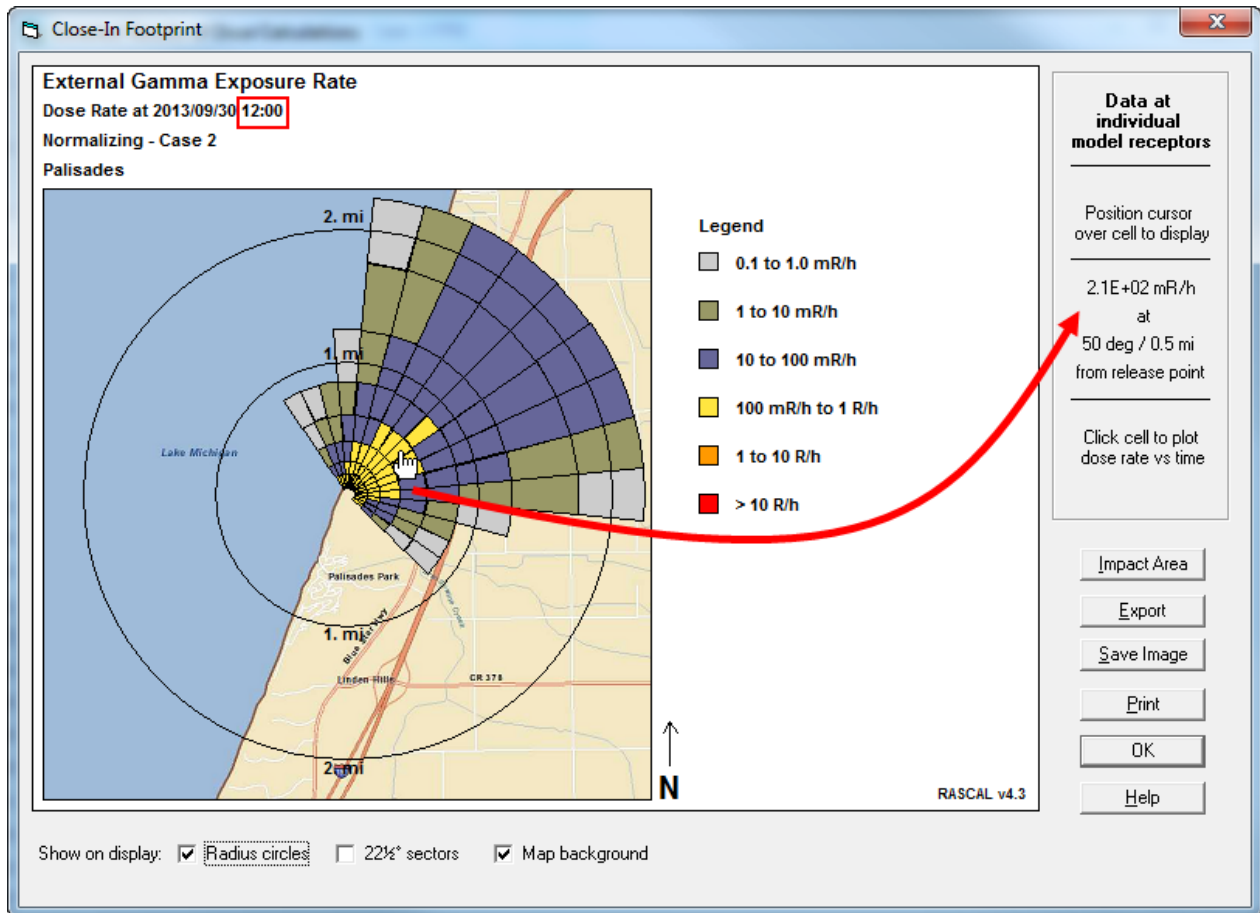 Close-In Footprint
External Gamma Exposure Rate
Dose Rate at 2013/09/30 12:00
Normalizing - Case 2
Palisades
2. mi
1. mi
Lake Michigan
Palisades Park
1. mi
Blue Star Hwy
Linden Hills
CR 378
2. mi
Legend
0.1 to 1.0 mR/h
1 to 10 mR/h
10 to 100 mR/h
100 mR/h to 1 R/h
1 to 10 R/h
> 10 R/h
N
RASCAL v4.3
Data at
individual
model receptors
Position cursor
over cell to display
2.1E+02 mR/h
at
50 deg / 0.5 mi
from release point
Click cell to plot
dose rate vs time
Impact Area
Export
Save Image
Print
OK
Help
Show on display: Radius circles 22½° sectors Map background